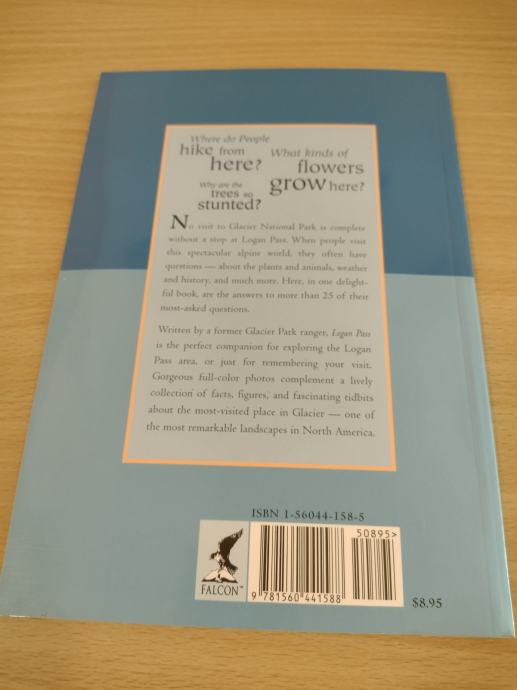 Where do People
hike from
here?
What kinds of
flowers
grow here?
Why are the
trees so
stunted?
No visit to Glacier National Park is complete
without a stop at Logan Pass. When people visit
this spectacular alpine world, they often have
questions — about the plants and animals, weather
and history, and much more. Here, in one delight-
ful book, are the answers to more than 25 of their
most-asked questions.
Written by a former Glacier Park ranger, Logan Pass
is the perfect companion for exploring the Logan
Pass area, or just for remembering your visit.
Gorgeous full-color photos complement a lively
collection of facts, figures, and fascinating tidbits
about the most-visited place in Glacier — one of
the most remarkable landscapes in North America.
ISBN 1-56044-158-5
50895>
FALCON™
9 781560 441588
$8.95